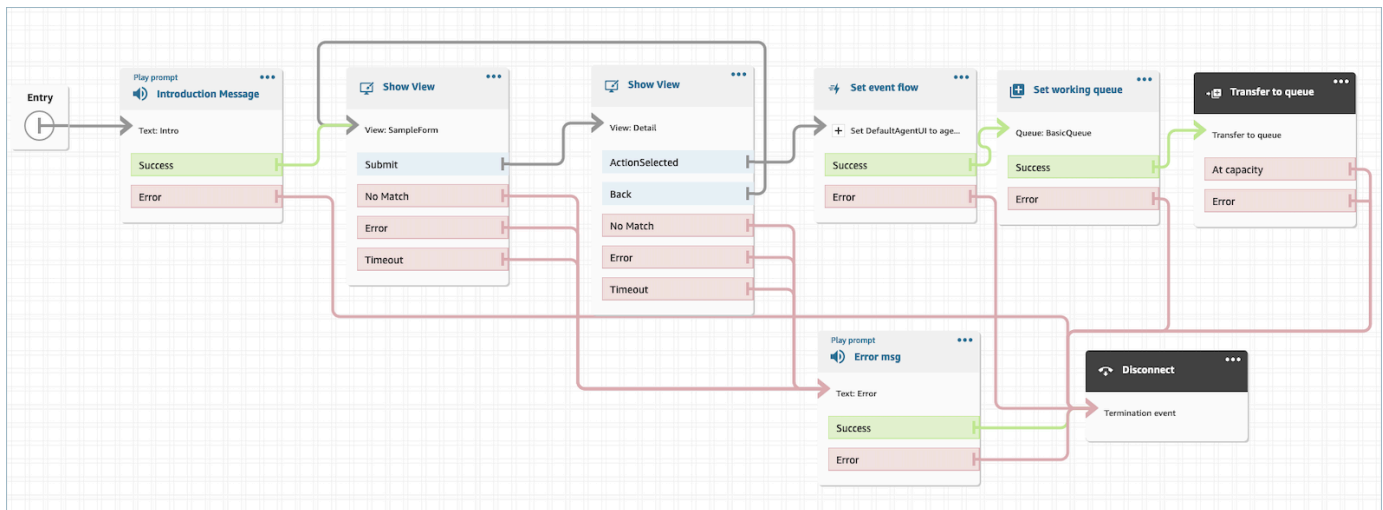 Entry
Play prompt
Introduction Message
Text: Intro
Success
Error
Show View
View: SampleForm
Submit
No Match
Error
Timeout
Show View
View: Detail
ActionSelected
Back
No Match
Error
Timeout
Set event flow
Set DefaultAgentUI to age...
Success
Error
Set working queue
Queue: BasicQueue
Success
Error
Transfer to queue
Transfer to queue
At capacity
Error
Play prompt
Error msg
Text: Error
Success
Error
Disconnect
Termination event